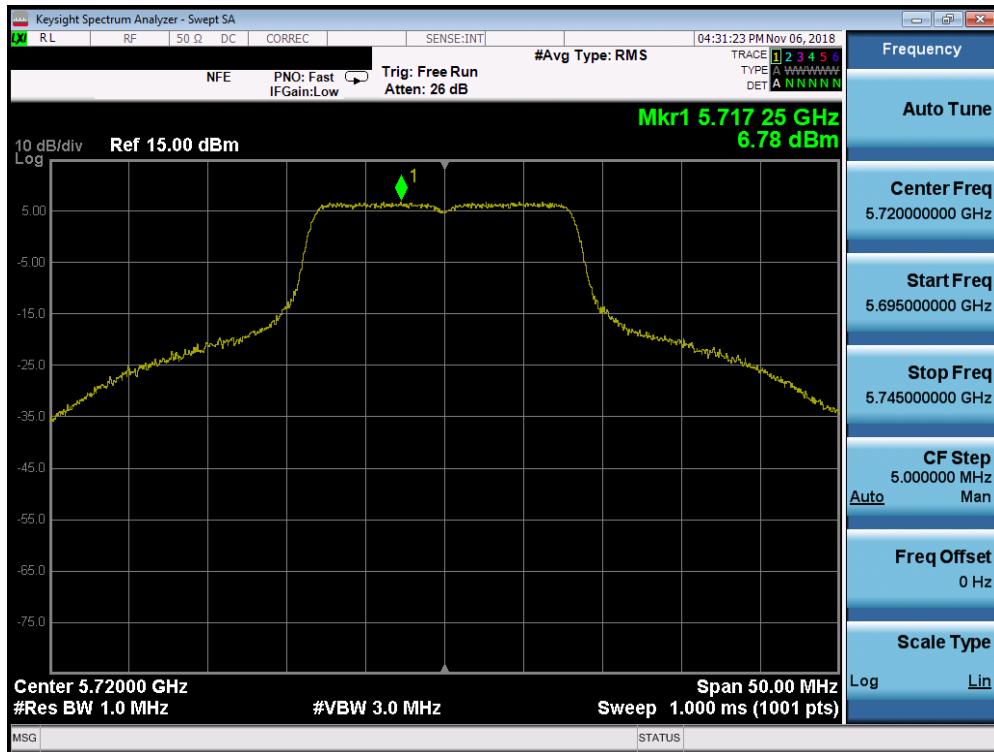 Keysight Spectrum Analyzer - Swept SA
LXI RL RF 50 Ω DC CORREC SENSE:INT 04:31:23 PM Nov 06, 2018
#Avg Type: RMS
TRACE 1 2 3 4 5 6
TYPE A WWWWWW
DET A N N N N N
NFE PNO: Fast Trig: Free Run
IFGain:Low Atten: 26 dB
Mkr1 5.717 25 GHz
6.78 dBm
10 dB/div Ref 15.00 dBm
Log
1
5.00
-5.00
-15.0
-25.0
-35.0
-45.0
-55.0
-65.0
-75.0
Center 5.72000 GHz Span 50.00 MHz
#Res BW 1.0 MHz #VBW 3.0 MHz Sweep 1.000 ms (1001 pts)
MSG STATUS
Frequency
Auto Tune
Center Freq
5.720000000 GHz
Start Freq
5.695000000 GHz
Stop Freq
5.745000000 GHz
CF Step
5.000000 MHz
Auto Man
Freq Offset
0 Hz
Scale Type
Log Lin